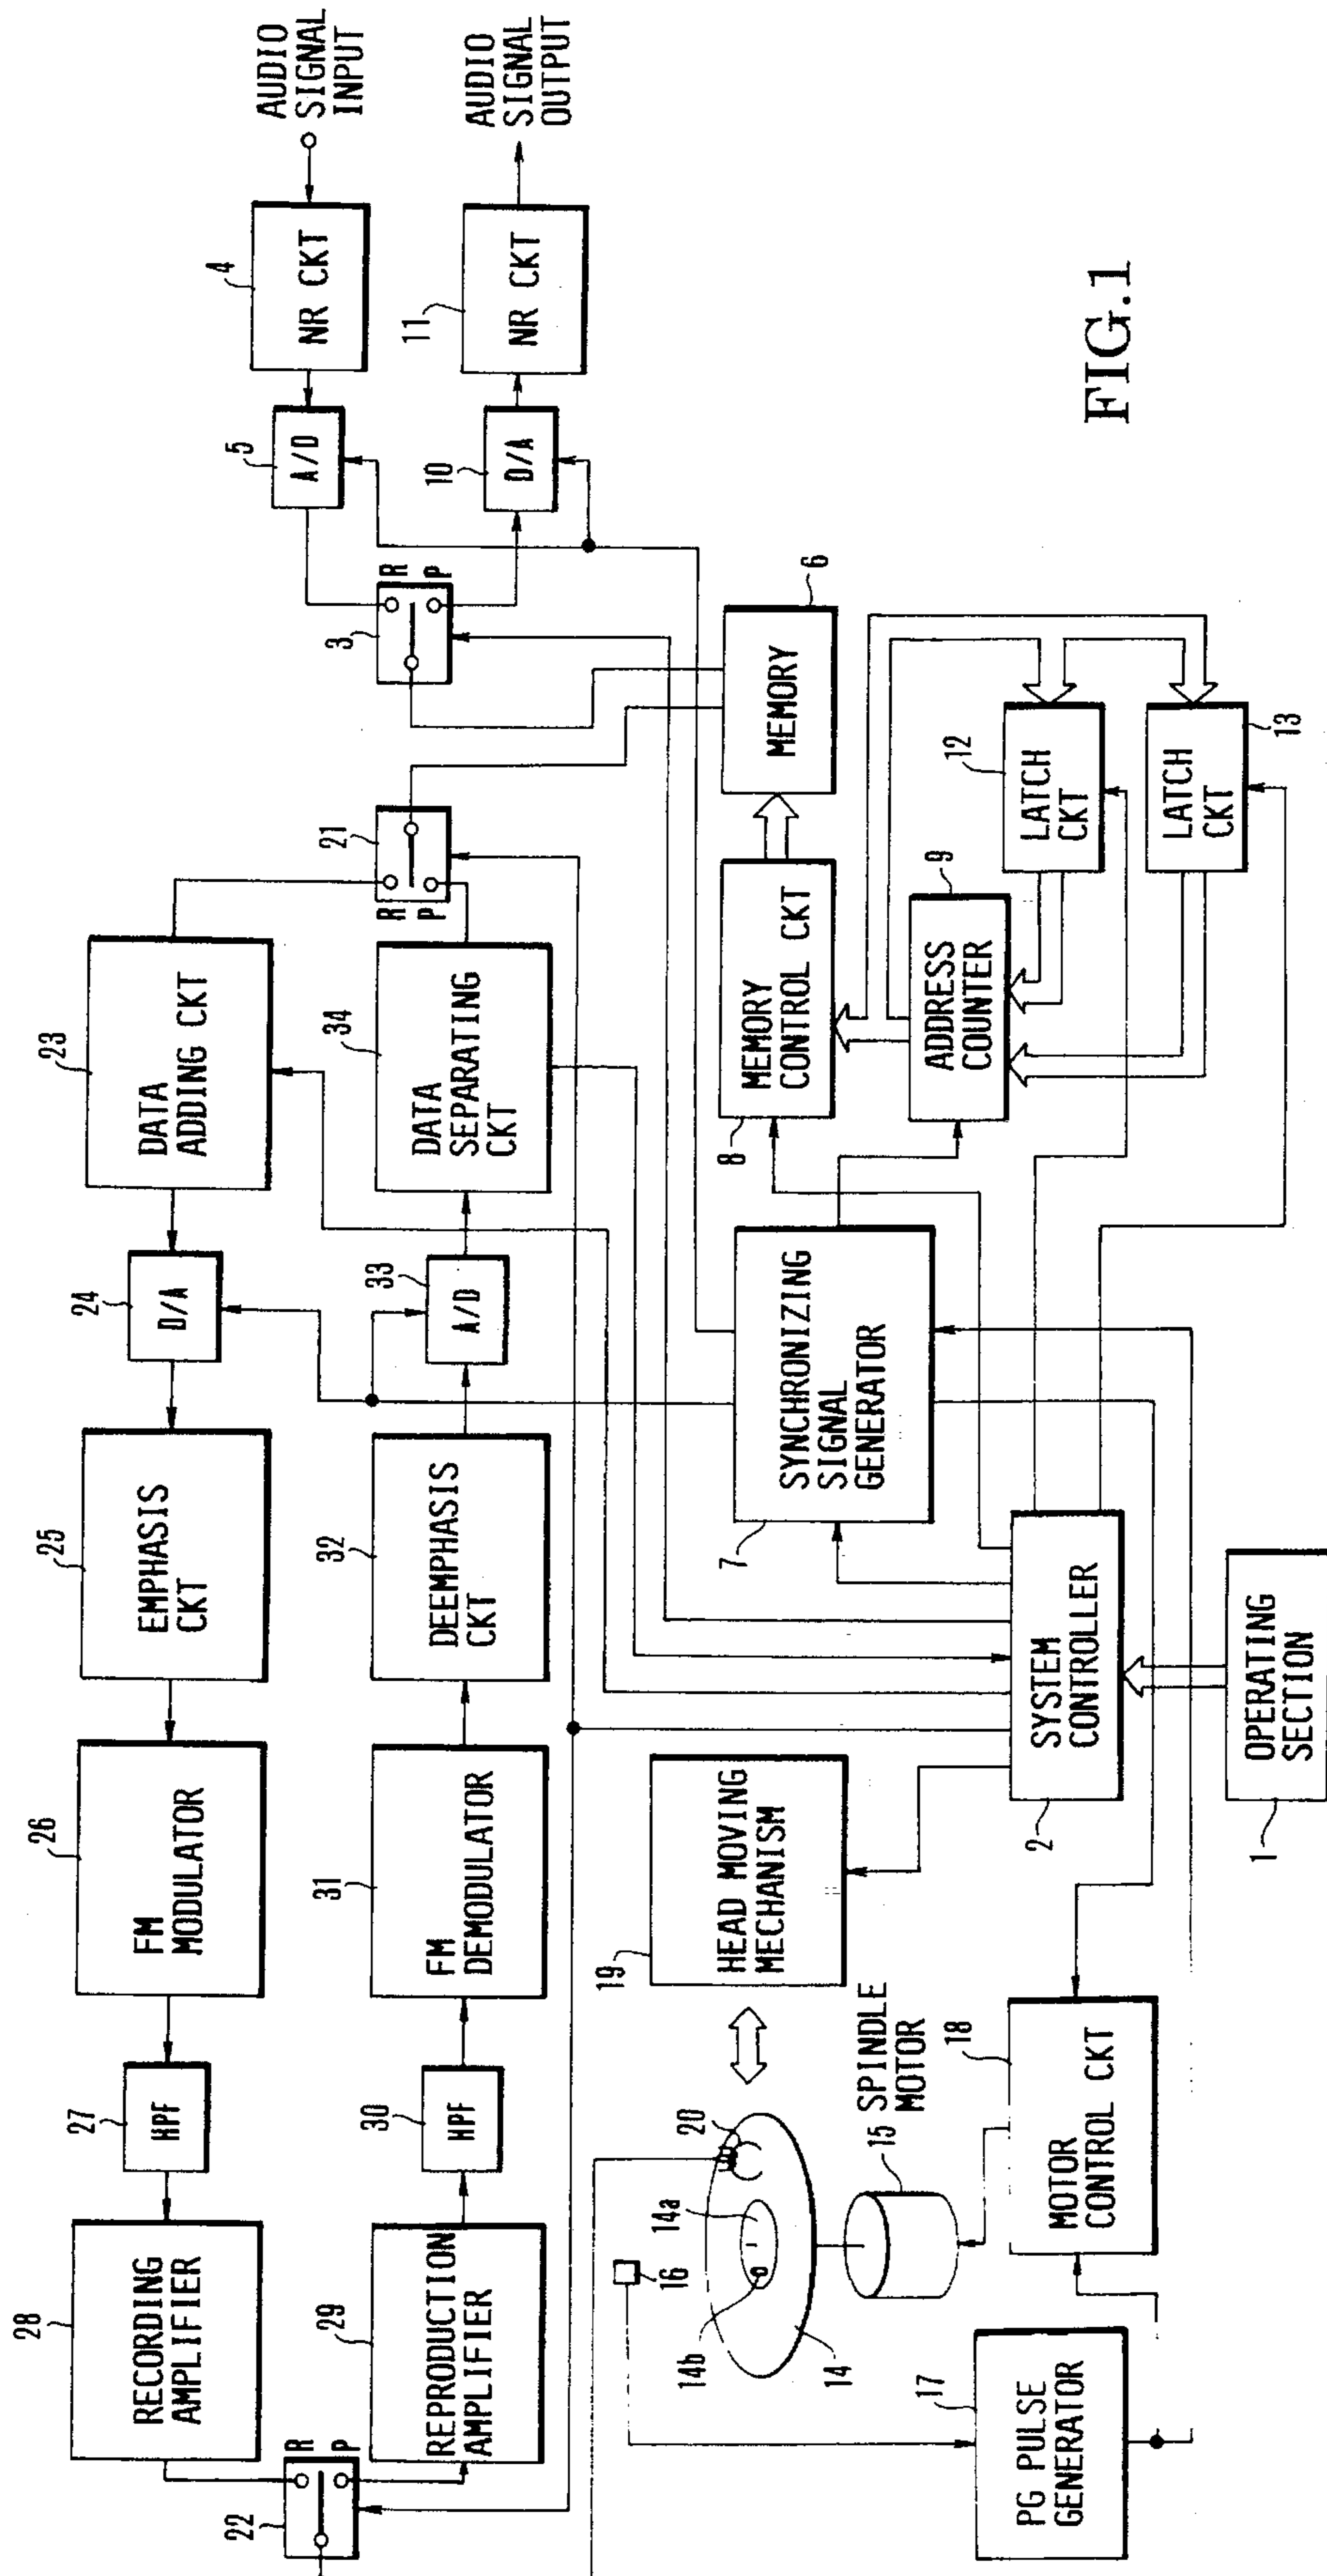 AUDIO
SIGNAL
INPUT
AUDIO
SIGNAL
OUTPUT
4
NR CKT
11
NR CKT
5
A/D
10
D/A
3
R
P
6
MEMORY
21
R
P
23
DATA
ADDING CKT
34
DATA
SEPARATING
CKT
24
D/A
33
A/D
25
EMPHASIS
CKT
32
DEEMPHASIS
CKT
26
FM
MODULATOR
31
FM
DEMODULATOR
27
HPF
30
HPF
28
RECORDING
AMPLIFIER
29
REPRODUCTION
AMPLIFIER
22
R
P
8
MEMORY
CONTROL CKT
9
ADDRESS
COUNTER
12
LATCH
CKT
13
LATCH
CKT
7
SYNCHRONIZING
SIGNAL
GENERATOR
2
SYSTEM
CONTROLLER
1
OPERATING
SECTION
19
HEAD MOVING
MECHANISM
20
14a
14b
14
16
15
SPINDLE
MOTOR
18
MOTOR
CONTROL CKT
17
PG PULSE
GENERATOR
FIG.1